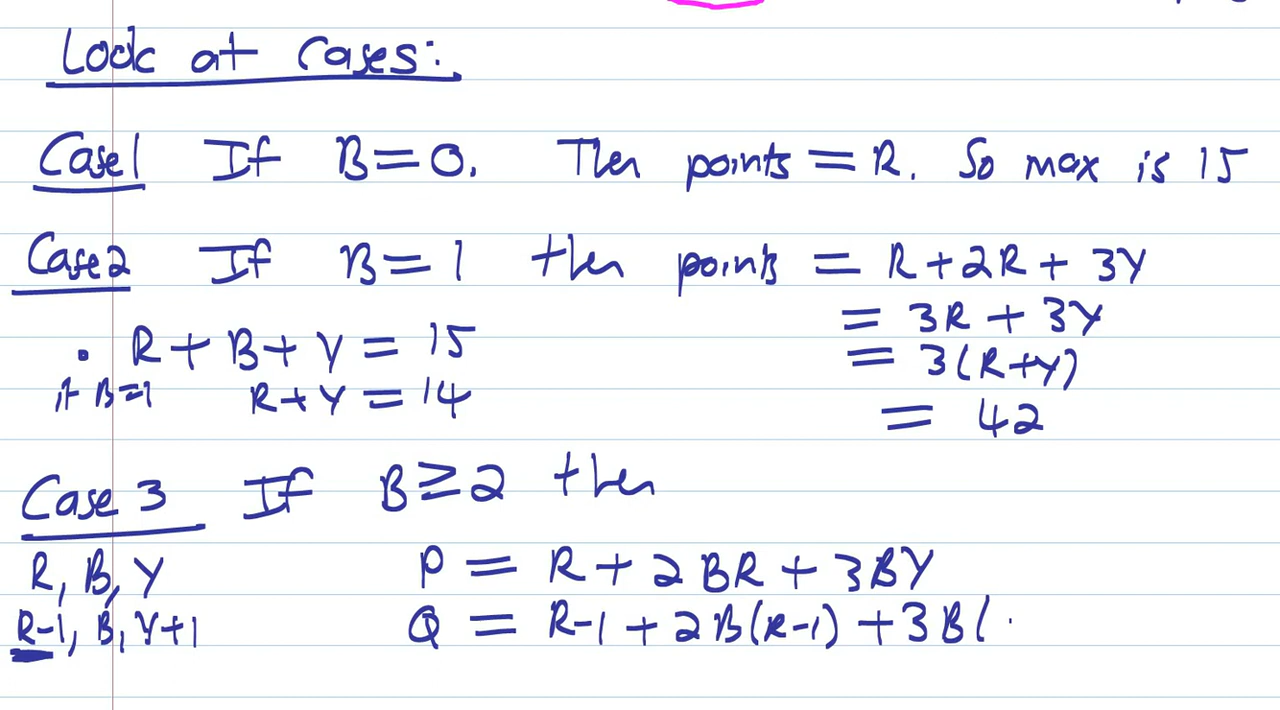 Look at Cases:
Case 1 If B = 0. Then points = R. So max is 15
Case 2 If B = 1 then points = R + 2R + 3Y
= 3R + 3Y
. R + B + Y = 15
= 3(R+Y)
if B=1 R + Y = 14
= 42
Case 3 If B ≥ 2 then
R, B, Y P = R + 2BR + 3BY
R-1, B, Y+1 Q = R-1 + 2B(R-1) + 3B(